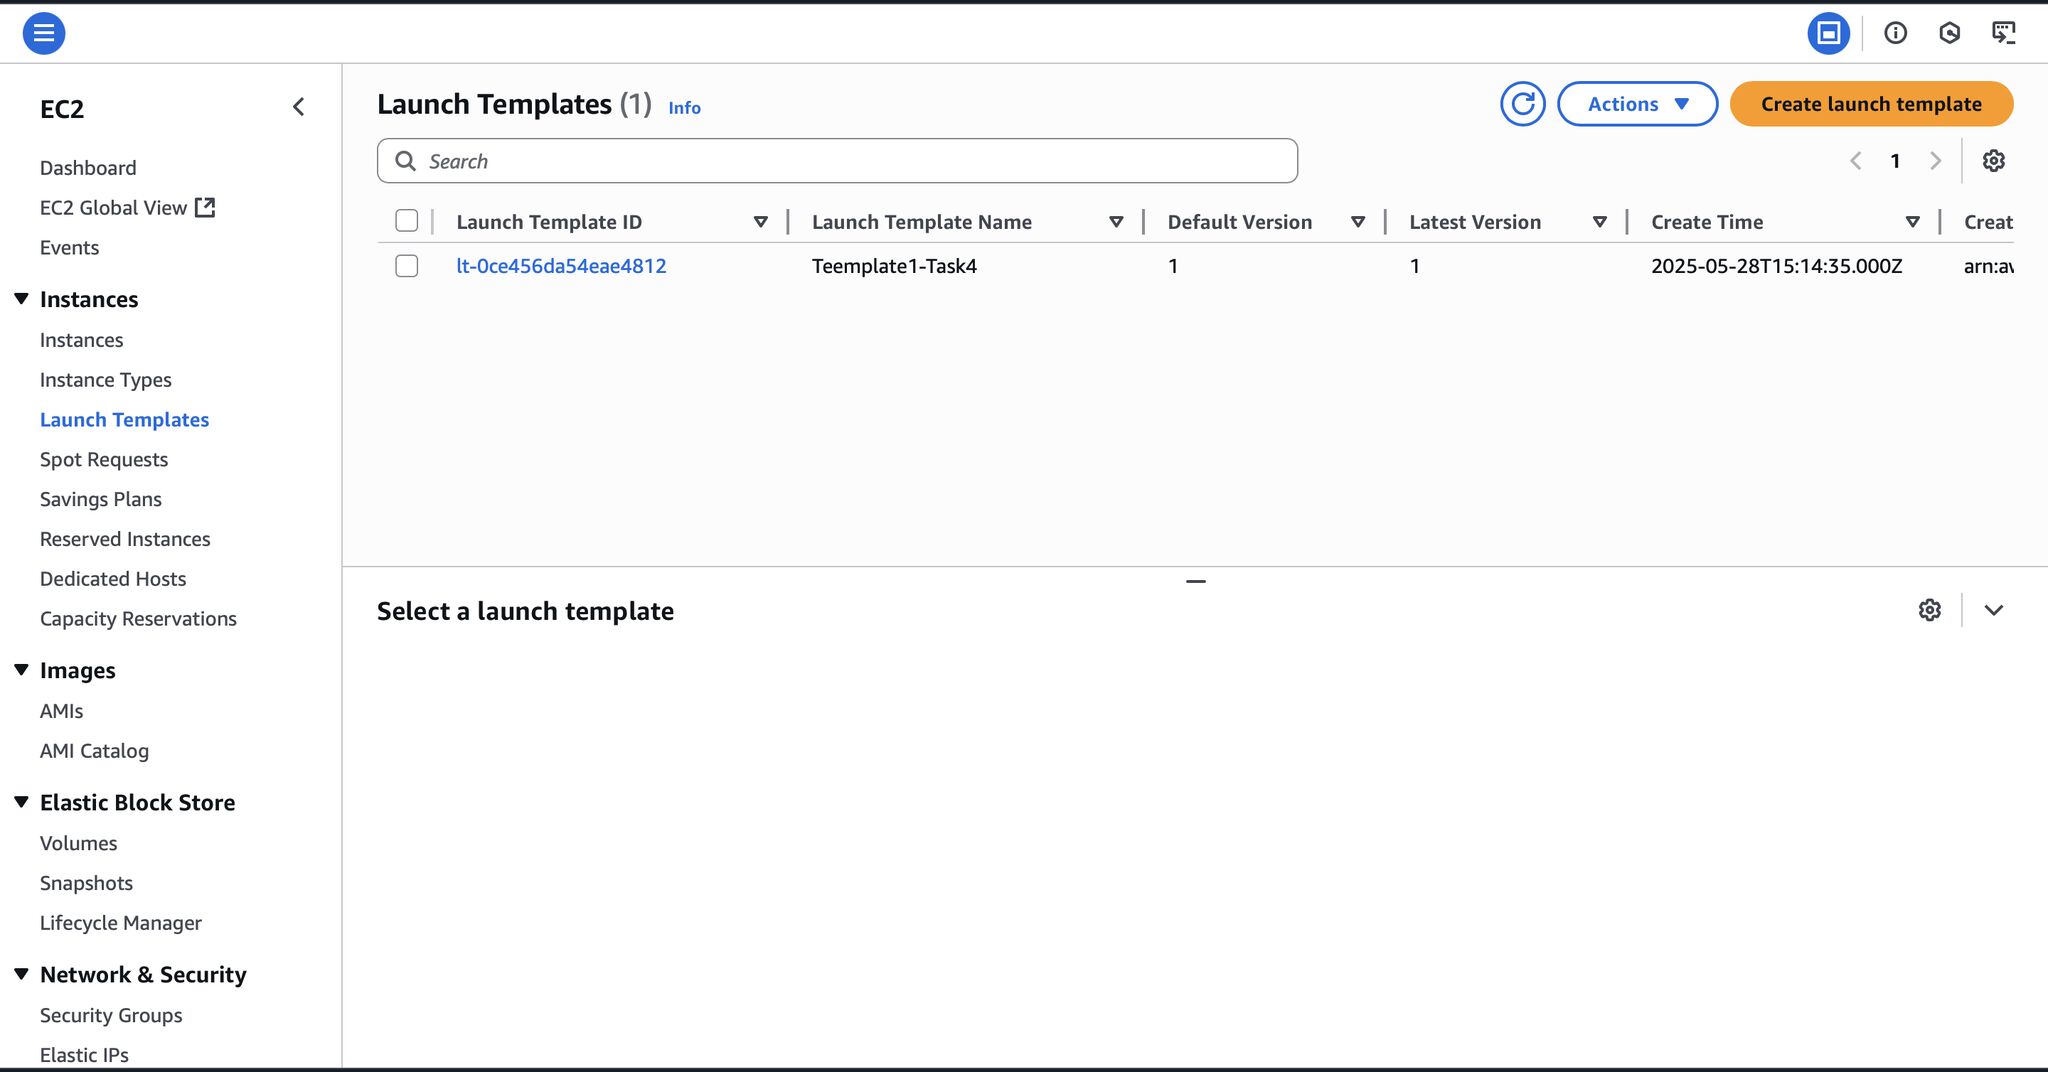 EC2
Dashboard
EC2 Global View
Events
Instances
Instances
Instance Types
Launch Templates
Spot Requests
Savings Plans
Reserved Instances
Dedicated Hosts
Capacity Reservations
Images
AMIs
AMI Catalog
Elastic Block Store
Volumes
Snapshots
Lifecycle Manager
Network & Security
Security Groups
Elastic IPs
Launch Templates (1) Info
Actions
Create launch template
Search
1
Launch Template ID Launch Template Name Default Version Latest Version Create Time Creat
lt-0ce456da54eae4812 Teemplate1-Task4 1 1 2025-05-28T15:14:35.000Z arn:av
Select a launch template